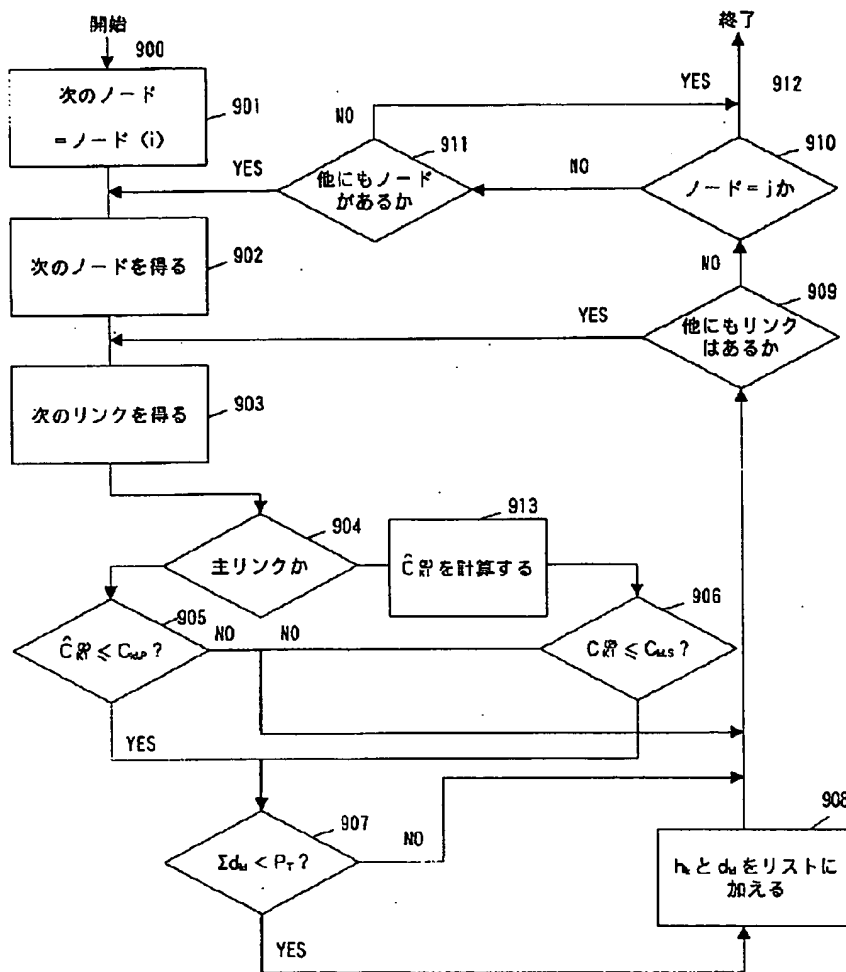 開始
900
次のノード
=ノード〈i〉
901
次のノードを得る
902
次のリンクを得る
903
終了
YES
912
NO
911
他にもノード
があるか
YES
NO
910
ノード=jか
NO
909
他にもリンク
はあるか
YES
904
主リンクか
913
を計算する
905
NO
NO
906
YES
907
NO
YES
908
加える